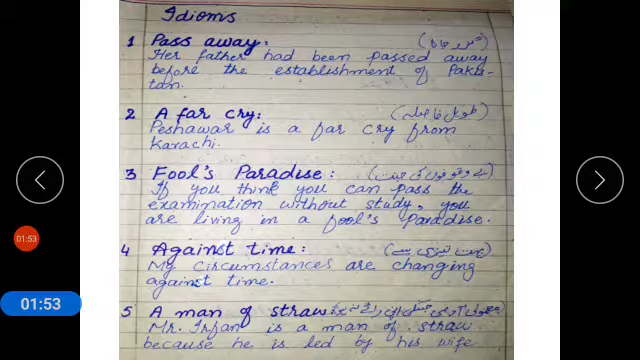 Idioms
1 Pass away: (گزر جانا)
Her father had been passed away
before the establishment of Pakis-
tan.
2 A far cry: (طویل فاصلہ)
Peshawar is a far cry from
Karachi.
3 Fool's Paradise: (بے وقوفوں کی جنت)
If you think you can pass the
examination without study, you
are living in a fool's paradise.
4 Against time: (بہت تیزی سے)
My circumstances are changing
against time.
5 A man of straw:
Mr. Irfan is a man of straw
because he is led by his wife
01:53
01:53